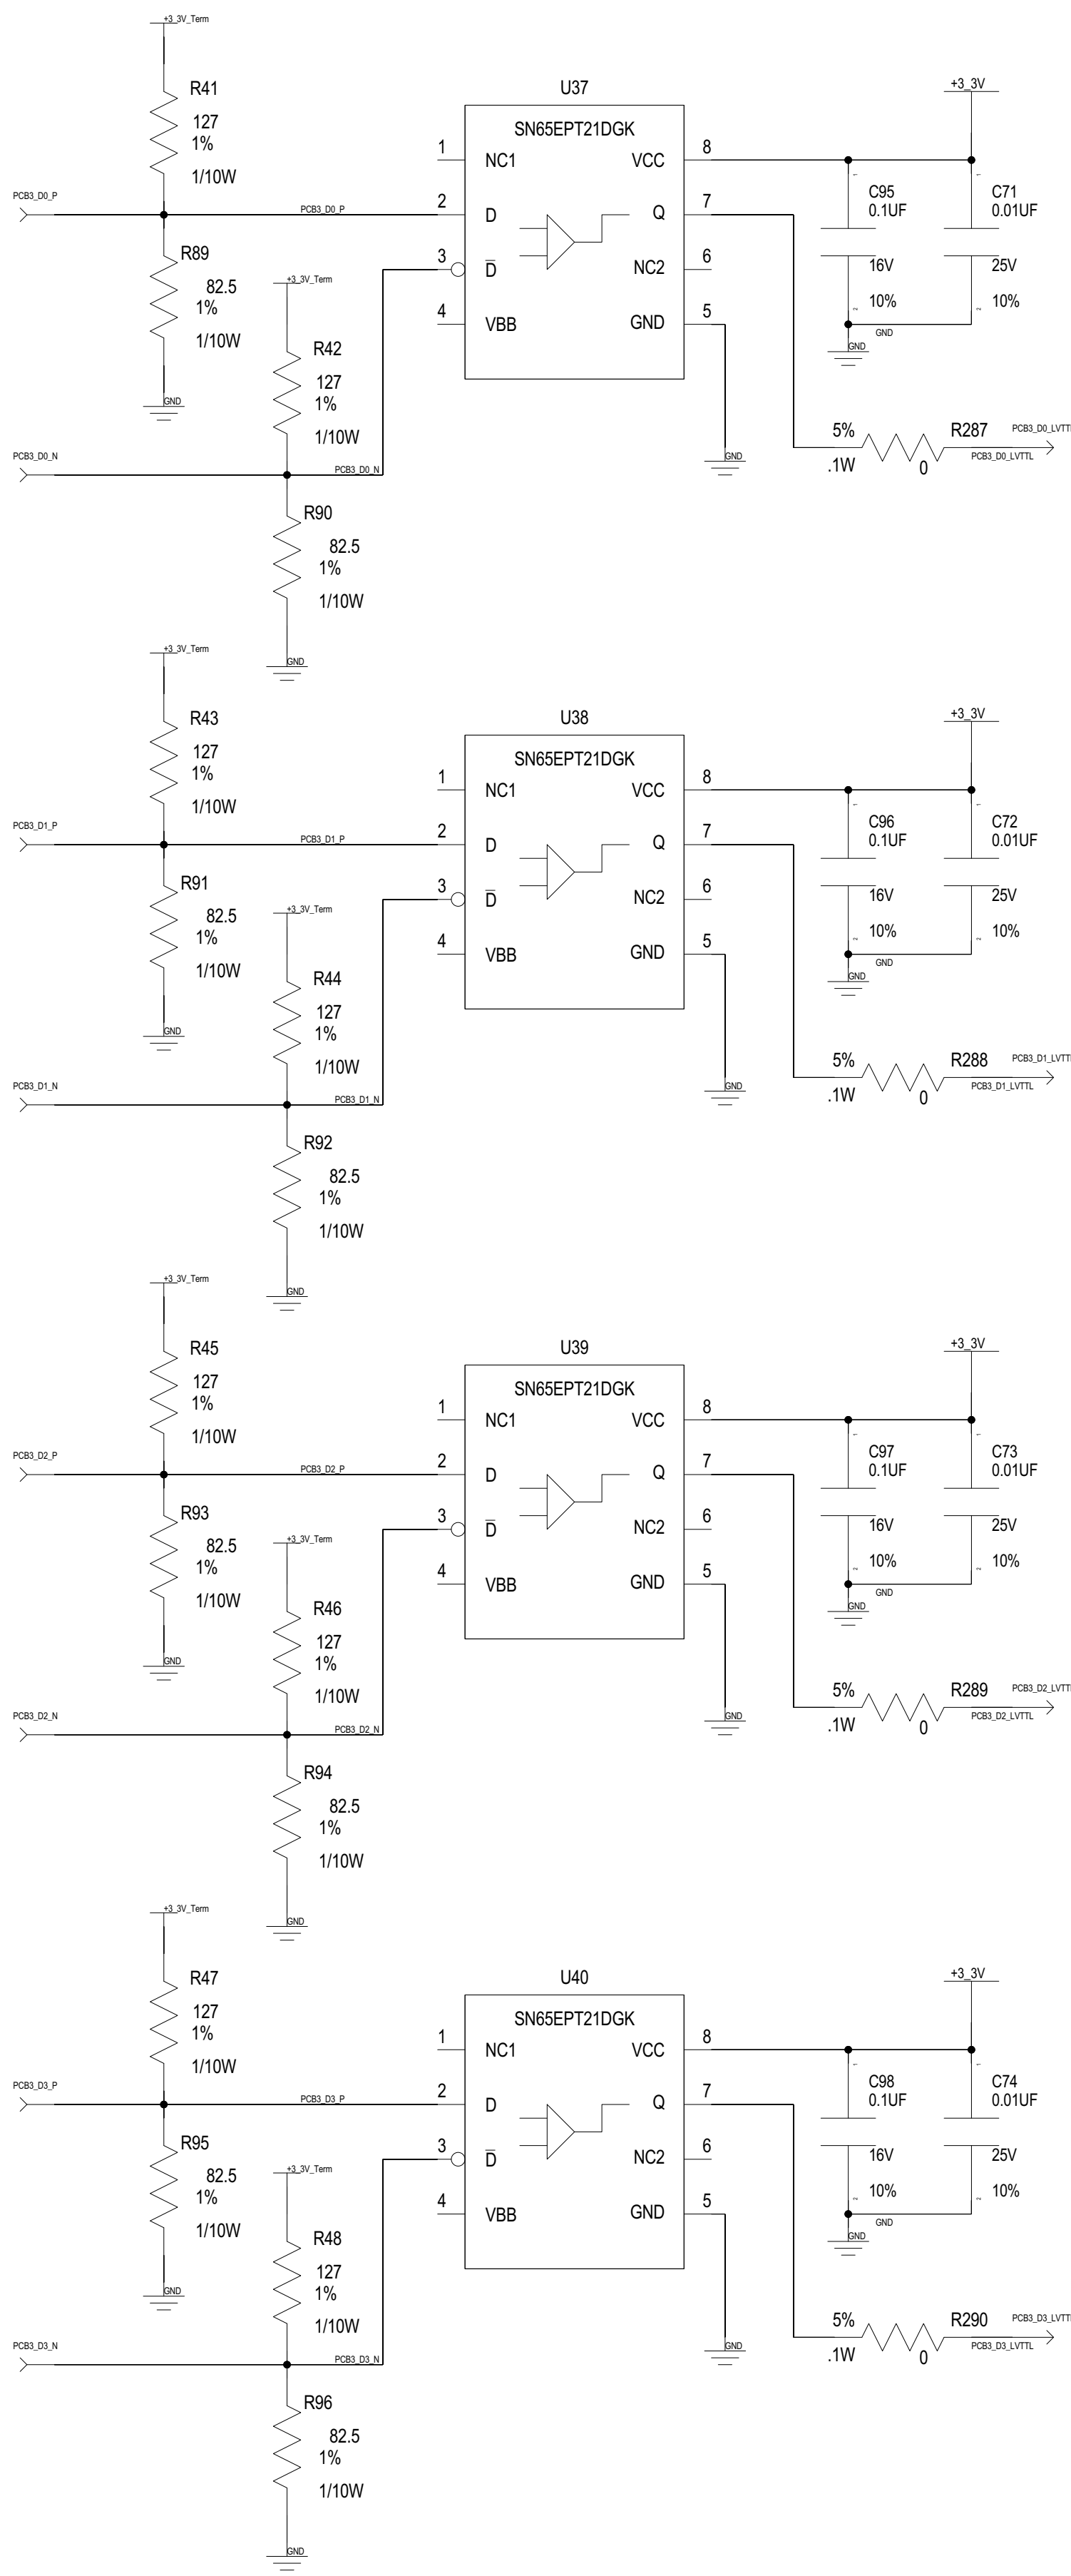 +3_3V_Term
R41
127
1%
1/10W
U37
SN65EPT21DGK
+3_3V
1
NC1
VCC
8
PCB3_D0_P
PCB3_D0_P
2
D
Q
7
C95
0.1UF
C71
0.01UF
R89
82.5
1%
1/10W
+3_3V_Term
3
D
NC2
6
16V
25V
4
VBB
GND
5
10%
10%
GND
GND
R42
127
1%
1/10W
GND
PCB3_D0_N
PCB3_D0_N
GND
5%
.1W
R287
0
PCB3_D0_LVTTL
PCB3_D0_LVTTL
R90
82.5
1%
1/10W
GND
+3_3V_Term
R43
127
1%
1/10W
U38
SN65EPT21DGK
+3_3V
1
NC1
VCC
8
PCB3_D1_P
PCB3_D1_P
2
D
Q
7
C96
0.1UF
C72
0.01UF
R91
82.5
1%
1/10W
+3_3V_Term
3
D
NC2
6
16V
25V
4
VBB
GND
5
10%
10%
GND
GND
R44
127
1%
1/10W
GND
PCB3_D1_N
PCB3_D1_N
GND
5%
.1W
R288
0
PCB3_D1_LVTT
PCB3_D1_LVTTL
R92
82.5
1%
1/10W
GND
+3_3V_Term
R45
127
1%
1/10W
U39
SN65EPT21DGK
+3_3V
1
NC1
VCC
8
PCB3_D2_P
PCB3_D2_P
2
D
Q
7
C97
0.1UF
C73
0.01UF
R93
82.5
1%
1/10W
+3_3V_Term
3
D
NC2
6
16V
25V
4
VBB
GND
5
10%
10%
GND
GND
R46
127
1%
1/10W
GND
PCB3_D2_N
PCB3_D2_N
GND
5%
.1W
R289
0
PCB3_D2_LVTTL
PCB3_D2_LVTTL
R94
82.5
1%
1/10W
GND
+3_3V_Term
R47
127
1%
1/10W
U40
SN65EPT21DGK
+3_3V
1
NC1
VCC
8
PCB3_D3_P
PCB3_D3_P
2
D
Q
7
C98
0.1UF
C74
0.01UF
R95
82.5
1%
1/10W
+3_3V_Term
3
D
NC2
6
16V
25V
4
VBB
GND
5
10%
10%
GND
GND
R48
127
1%
1/10W
GND
PCB3_D3_N
PCB3_D3_N
GND
5%
.1W
R290
0
PCB3_D3_LVTT
PCB3_D3_LVTTL
R96
82.5
1%
1/10W
GND